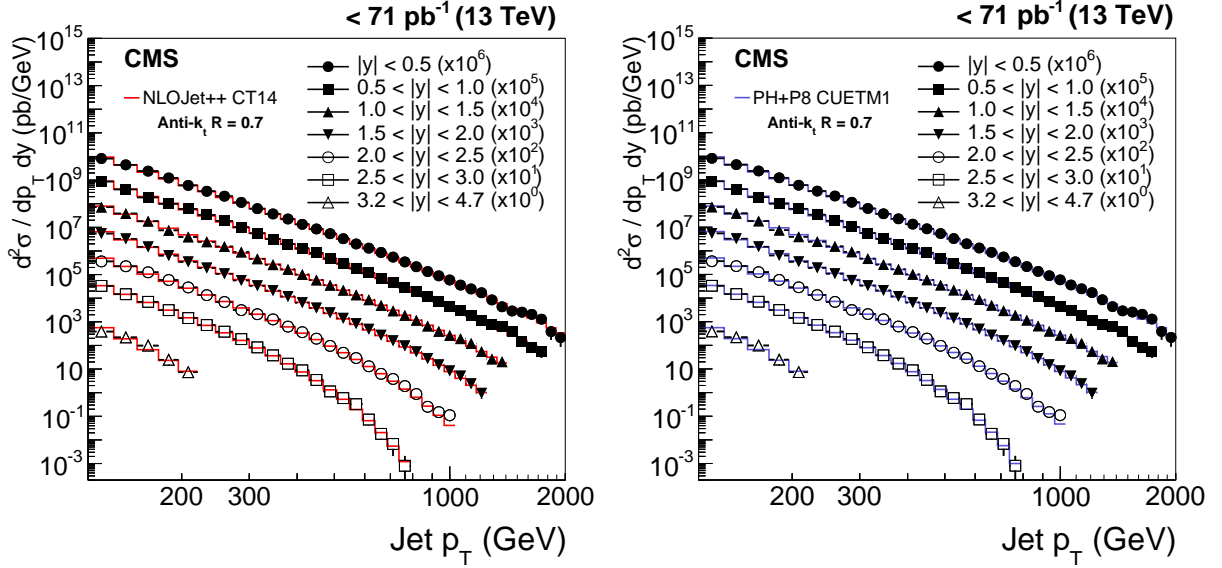 < 71 pb⁻¹ (13 TeV)
CMS
NLOJet++ CT14
Anti-kₜ R = 0.7
|y| < 0.5 (x10⁶)
0.5 < |y| < 1.0 (x10⁵)
1.0 < |y| < 1.5 (x10⁴)
1.5 < |y| < 2.0 (x10³)
2.0 < |y| < 2.5 (x10²)
2.5 < |y| < 3.0 (x10¹)
3.2 < |y| < 4.7 (x10⁰)
d²σ / dp_T dy (pb/GeV)
10¹⁵
10¹³
10¹¹
10⁹
10⁷
10⁵
10³
10
10⁻¹
10⁻³
200 300 1000 2000
Jet p_T (GeV)
< 71 pb⁻¹ (13 TeV)
CMS
PH+P8 CUETM1
Anti-kₜ R = 0.7
|y| < 0.5 (x10⁶)
0.5 < |y| < 1.0 (x10⁵)
1.0 < |y| < 1.5 (x10⁴)
1.5 < |y| < 2.0 (x10³)
2.0 < |y| < 2.5 (x10²)
2.5 < |y| < 3.0 (x10¹)
3.2 < |y| < 4.7 (x10⁰)
d²σ / dp_T dy (pb/GeV)
10¹⁵
10¹³
10¹¹
10⁹
10⁷
10⁵
10³
10
10⁻¹
10⁻³
200 300 1000 2000
Jet p_T (GeV)